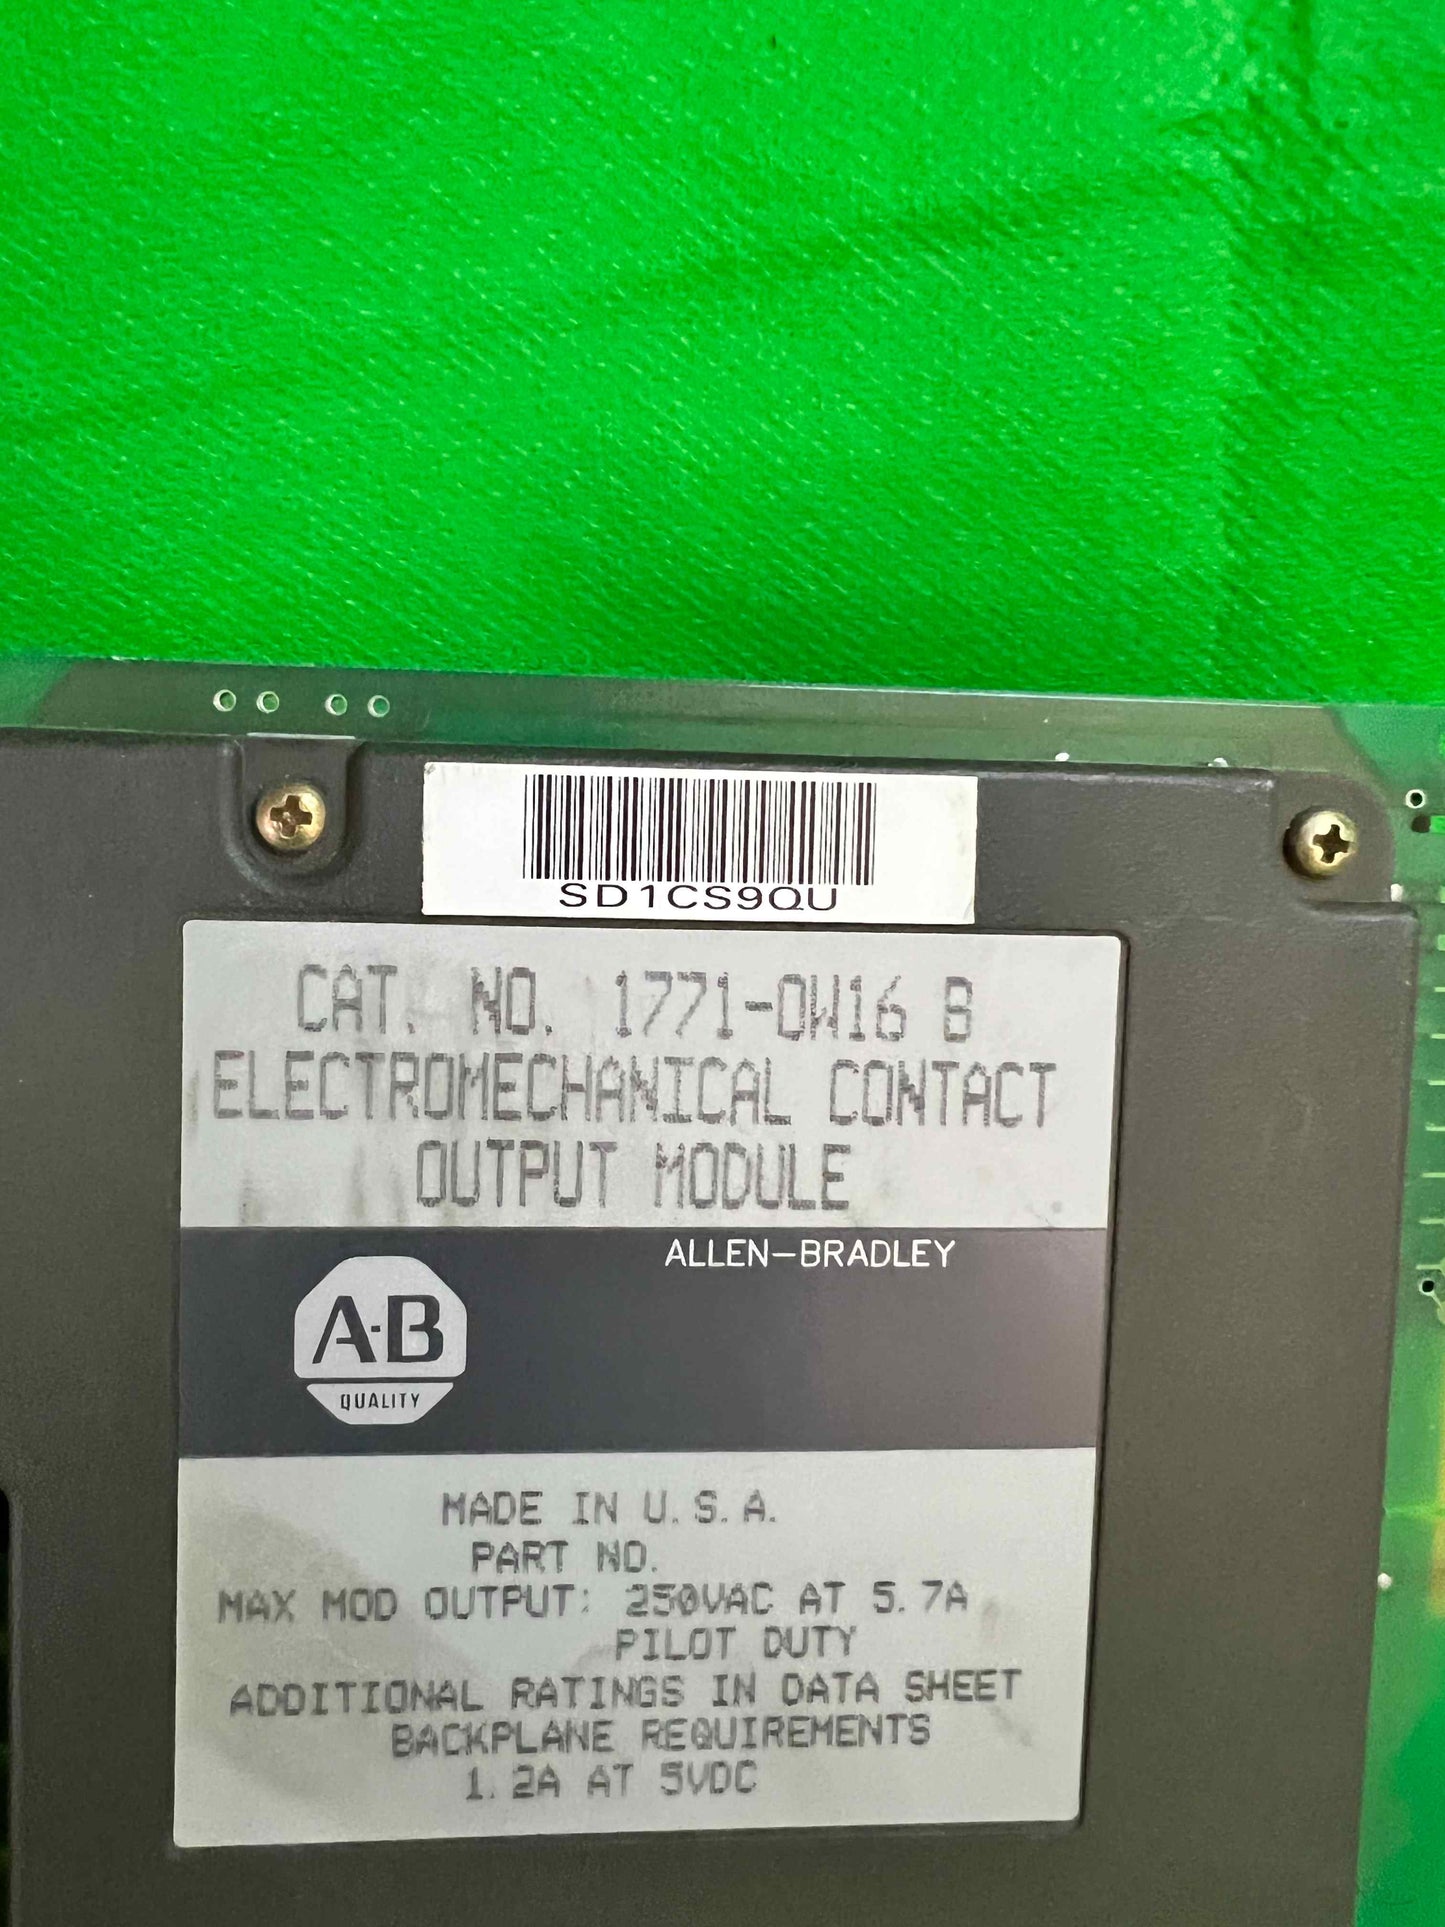 SD1CS9QU
CAT. NO. 1771-OW16 B
ELECTROMECHANICAL CONTACT
OUTPUT MODULE
ALLEN-BRADLEY
A-B
QUALITY
MADE IN U.S.A.
PART NO.
MAX MOD OUTPUT: 250VAC AT 5.7A
PILOT DUTY
ADDITIONAL RATINGS IN DATA SHEET
BACKPLANE REQUIREMENTS
1.2A AT 5VDC